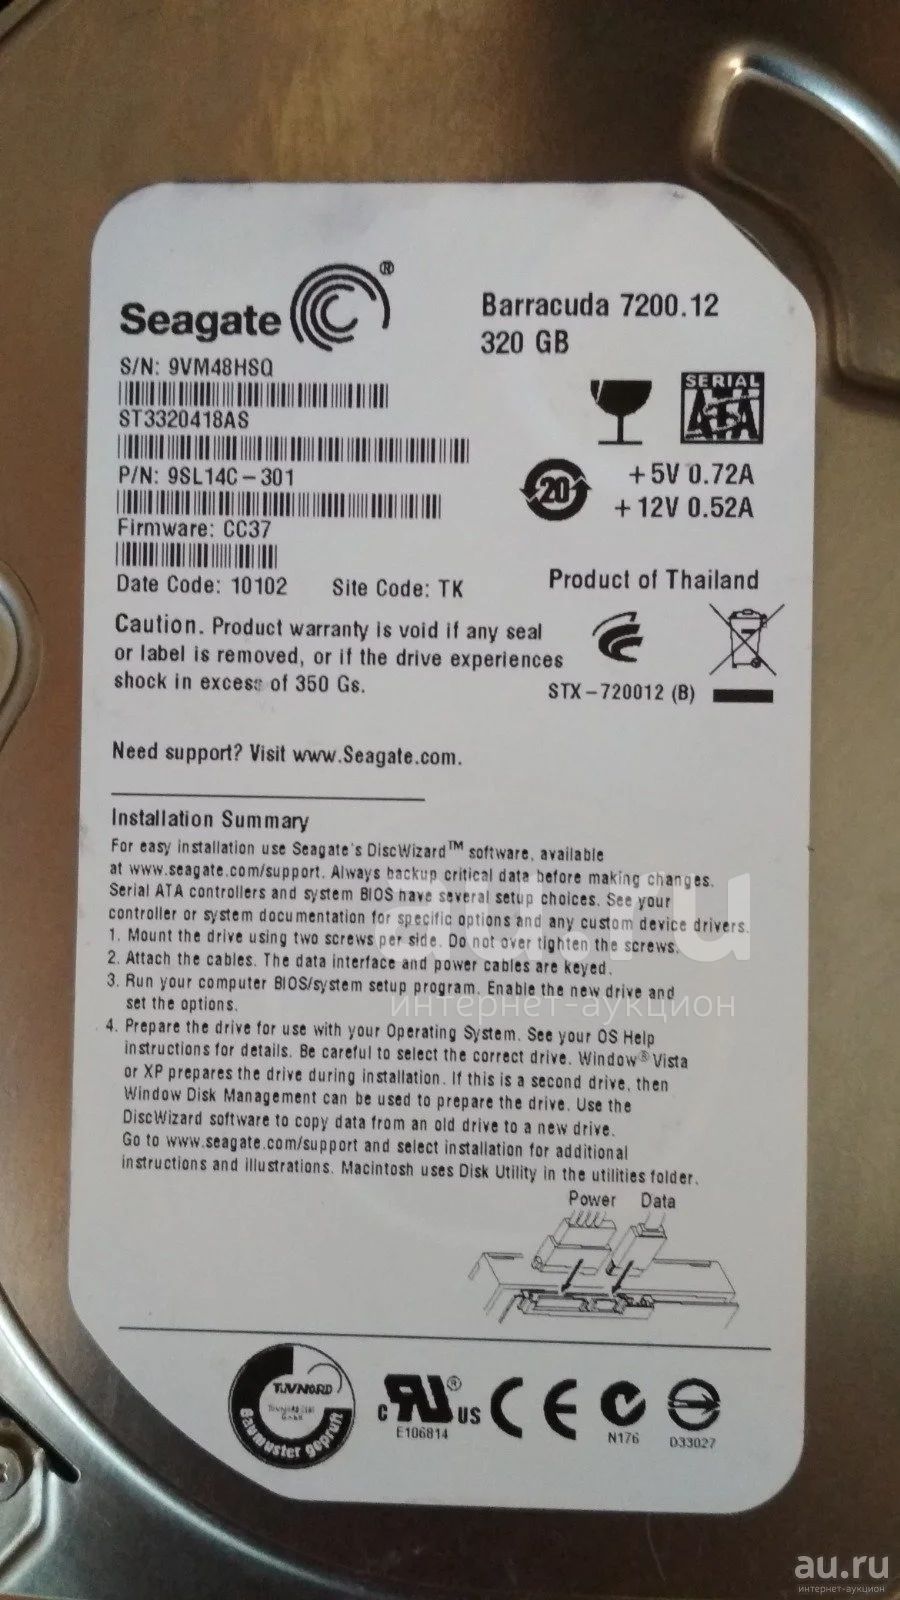 Seagate ®
Barracuda 7200.12
320 GB
S/N: 9VM48HSQ
ST3320418AS
P/N: 9SL14C-301
Firmware: CC37
Date Code: 10102 Site Code: TK
SERIAL
ATA
20
+5V 0.72A
+12V 0.52A
Product of Thailand
STX-720012 (B)
Caution. Product warranty is void if any seal
or label is removed, or if the drive experiences
shock in excess of 350 Gs.
Need support? Visit www.Seagate.com.
Installation Summary
For easy installation use Seagate's DiscWizard™ software, available
at www.seagate.com/support. Always backup critical data before making changes.
Serial ATA controllers and system BIOS have several setup choices. See your
controller or system documentation for specific options and any custom device drivers.
1. Mount the drive using two screws per side. Do not over tighten the screws.
2. Attach the cables. The data interface and power cables are keyed.
3. Run your computer BIOS/system setup program. Enable the new drive and
set the options.
4. Prepare the drive for use with your Operating System. See your OS Help
instructions for details. Be careful to select the correct drive. Window® Vista
or XP prepares the drive during installation. If this is a second drive, then
Window Disk Management can be used to prepare the drive. Use the
DiscWizard software to copy data from an old drive to a new drive.
Go to www.seagate.com/support and select installation for additional
instructions and illustrations. Macintosh uses Disk Utility in the utilities folder.
au.ru
интернет-аукцион
Power Data
TUVNORD
Baumuster geprüft
c UR ® US
E106814
CE
N176
D33027
au.ru
интернет-аукцион